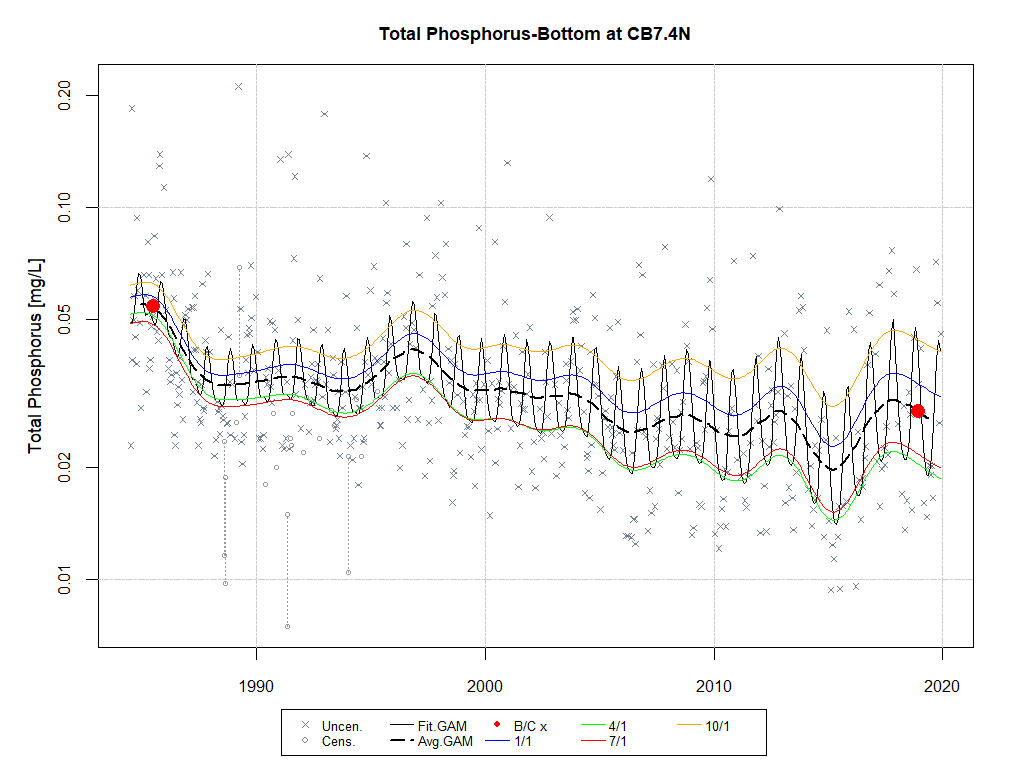 Total Phosphorus-Bottom at CB7.4N
Total Phosphorus [mg/L]
0.20
0.10
0.05
0.02
0.01
1990 2000 2010 2020
Uncen. Fit.GAM B/C x 4/1 10/1
Cens. Avg.GAM 1/1 7/1